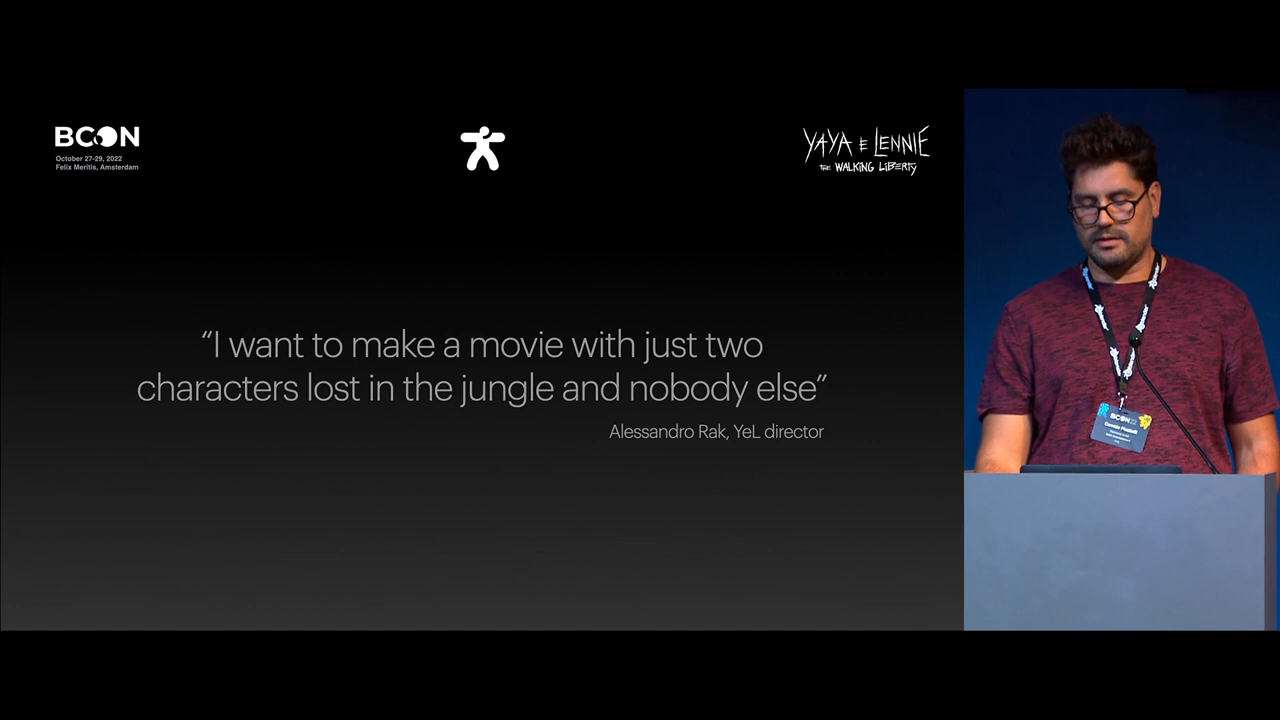 BCON
October 27-29, 2022
Felix Meritis, Amsterdam
YAYA E LENNIE
THE WALKING LIBERTY
“I want to make a movie with just two
characters lost in the jungle and nobody else”
Alessandro Rak, YeL director
BCON22